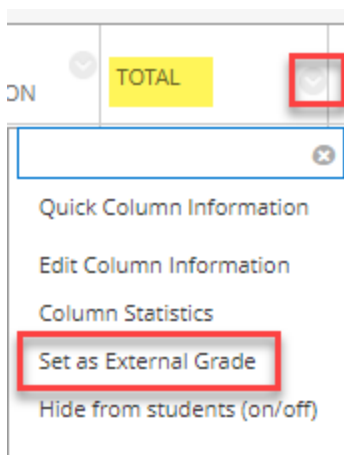 TOTAL
ON
Quick Column Information
Edit Column Information
Column Statistics
Set as External Grade
Hide from students (on/off)